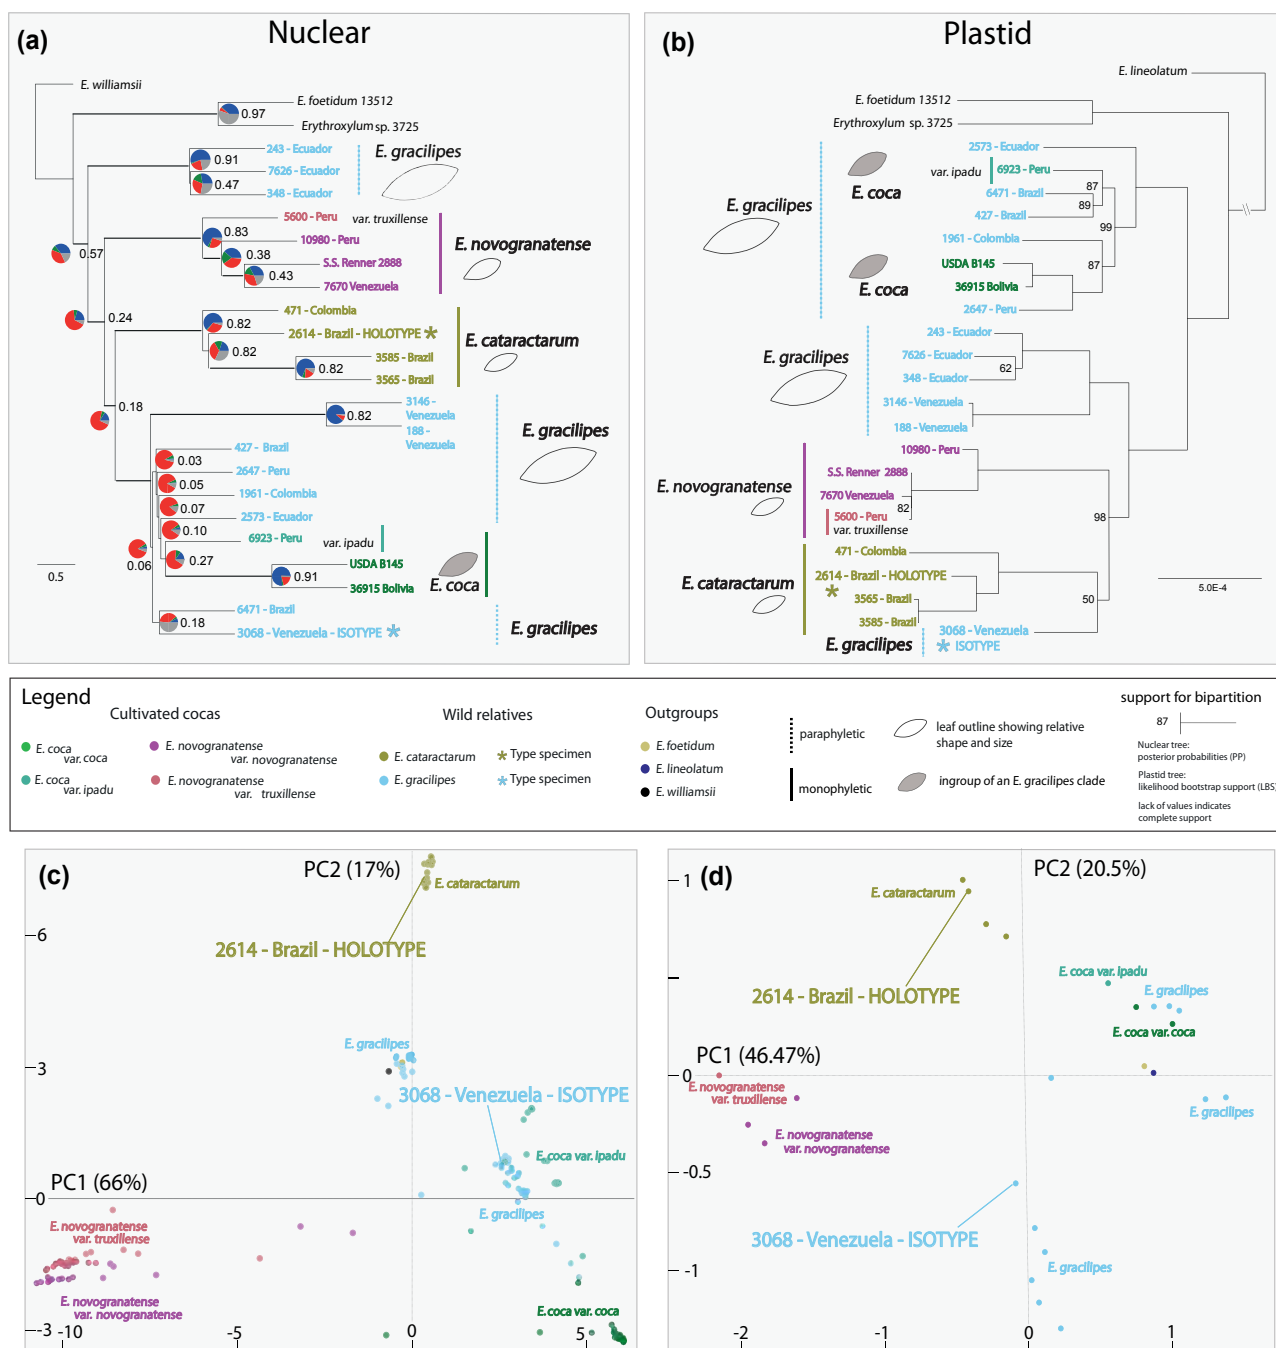 (a)
Nuclear
E. williamsii
E. foetidum 13512
0.97
Erythroxylum sp. 3725
243 - Ecuador
0.91
7626 - Ecuador
0.47
348 - Ecuador
E. gracilipes
5600 - Peru
var. truxillense
0.83
10980 - Peru
0.38
S.S. Renner 2888
0.43
7670 Venezuela
E. novogranatense
0.57
0.24
471 - Colombia
0.82
2614 - Brazil - HOLOTYPE *
0.82
3585 - Brazil
0.82
3565 - Brazil
E. cataractarum
0.18
3146 -
Venezuela
0.82
188 -
Venezuela
E. gracilipes
427 - Brazil
0.03
2647 - Peru
0.05
1961 - Colombia
0.07
2573 - Ecuador
0.10
6923 - Peru
var. ipadu
0.06
0.27
USDA B145
0.91
36915 Bolivia
E. coca
0.5
6471 - Brazil
0.18
3068 - Venezuela - ISOTYPE *
E. gracilipes
(b)
Plastid
E. lineolatum
E. foetidum 13512
Erythroxylum sp. 3725
2573 - Ecuador
var. ipadu
6923 - Peru
87
E. coca
6471 - Brazil
89
427 - Brazil
99
E. gracilipes
1961 - Colombia
USDA B145
87
E. coca
36915 Bolivia
2647 - Peru
243 - Ecuador
7626 - Ecuador
62
348 - Ecuador
E. gracilipes
3146 - Venezuela
188 - Venezuela
10980 - Peru
S.S. Renner 2888
E. novogranatense
7670 Venezuela
82
5600 - Peru
var. truxillense
98
471 - Colombia
2614 - Brazil - HOLOTYPE
*
E. cataractarum
3565 - Brazil
50
3585 - Brazil
5.0E-4
E. gracilipes
3068 - Venezuela
* ISOTYPE
Legend
Cultivated cocas
E. coca
var. coca
E. coca
var. ipadu
E. novogranatense
var. novogranatense
E. novogranatense
var. truxillense
Wild relatives
E. cataractarum
* Type specimen
E. gracilipes
* Type specimen
Outgroups
E. foetidum
E. lineolatum
E. williamsii
paraphyletic
monophyletic
leaf outline showing relative
shape and size
ingroup of an E. gracilipes clade
support for bipartition
87
Nuclear tree:
posterior probabilities (PP)
Plastid tree:
likelihood bootstrap support (LBS)
lack of values indicates
complete support
(c)
PC2 (17%)
E. cataractarum
2614 - Brazil - HOLOTYPE
6
E. gracilipes
3
3068 - Venezuela - ISOTYPE
E. coca var. ipadu
PC1 (66%)
0
E. gracilipes
E. novogranatense
var. truxillense
E. novogranatense
var. novogranatense
E. coca var. coca
-3
-10
-5
0
5
(d)
PC2 (20.5%)
1
E. cataractarum
2614 - Brazil - HOLOTYPE
E. coca var. ipadu
E. gracilipes
E. coca var. coca
PC1 (46.47%)
0
E. novogranatense
var. truxillense
E. gracilipes
E. novogranatense
var. novogranatense
-0.5
3068 - Venezuela - ISOTYPE
E. gracilipes
-1
-2
-1
0
1